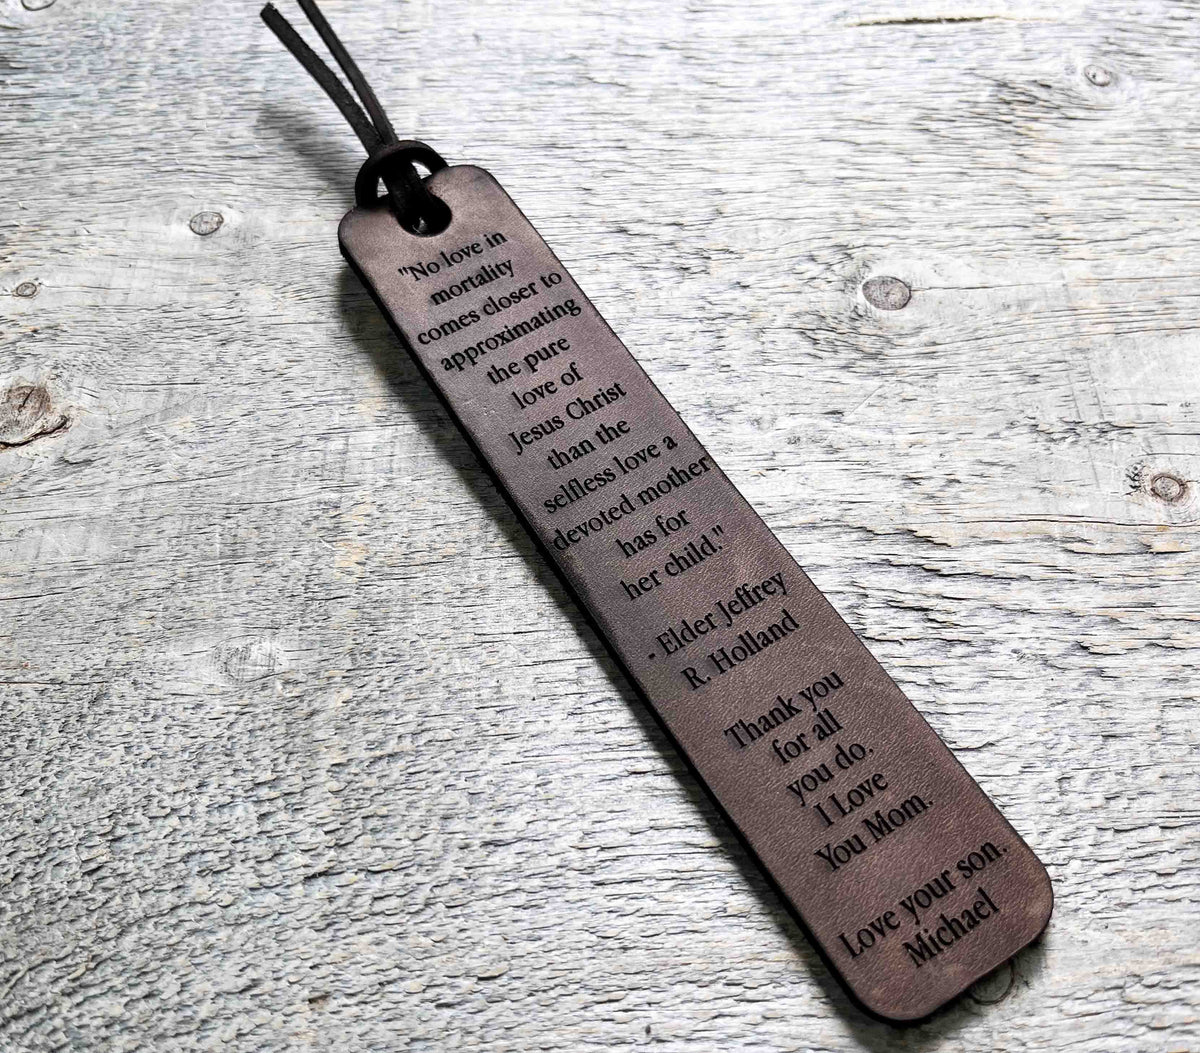 "No love in
mortality
comes closer to
approximating
the pure
love of
Jesus Christ
than the
selfless love a
devoted mother
has for
her child."
- Elder Jeffrey
R. Holland
Thank you
for all
you do.
I Love
You Mom.
Love your son.
Michael